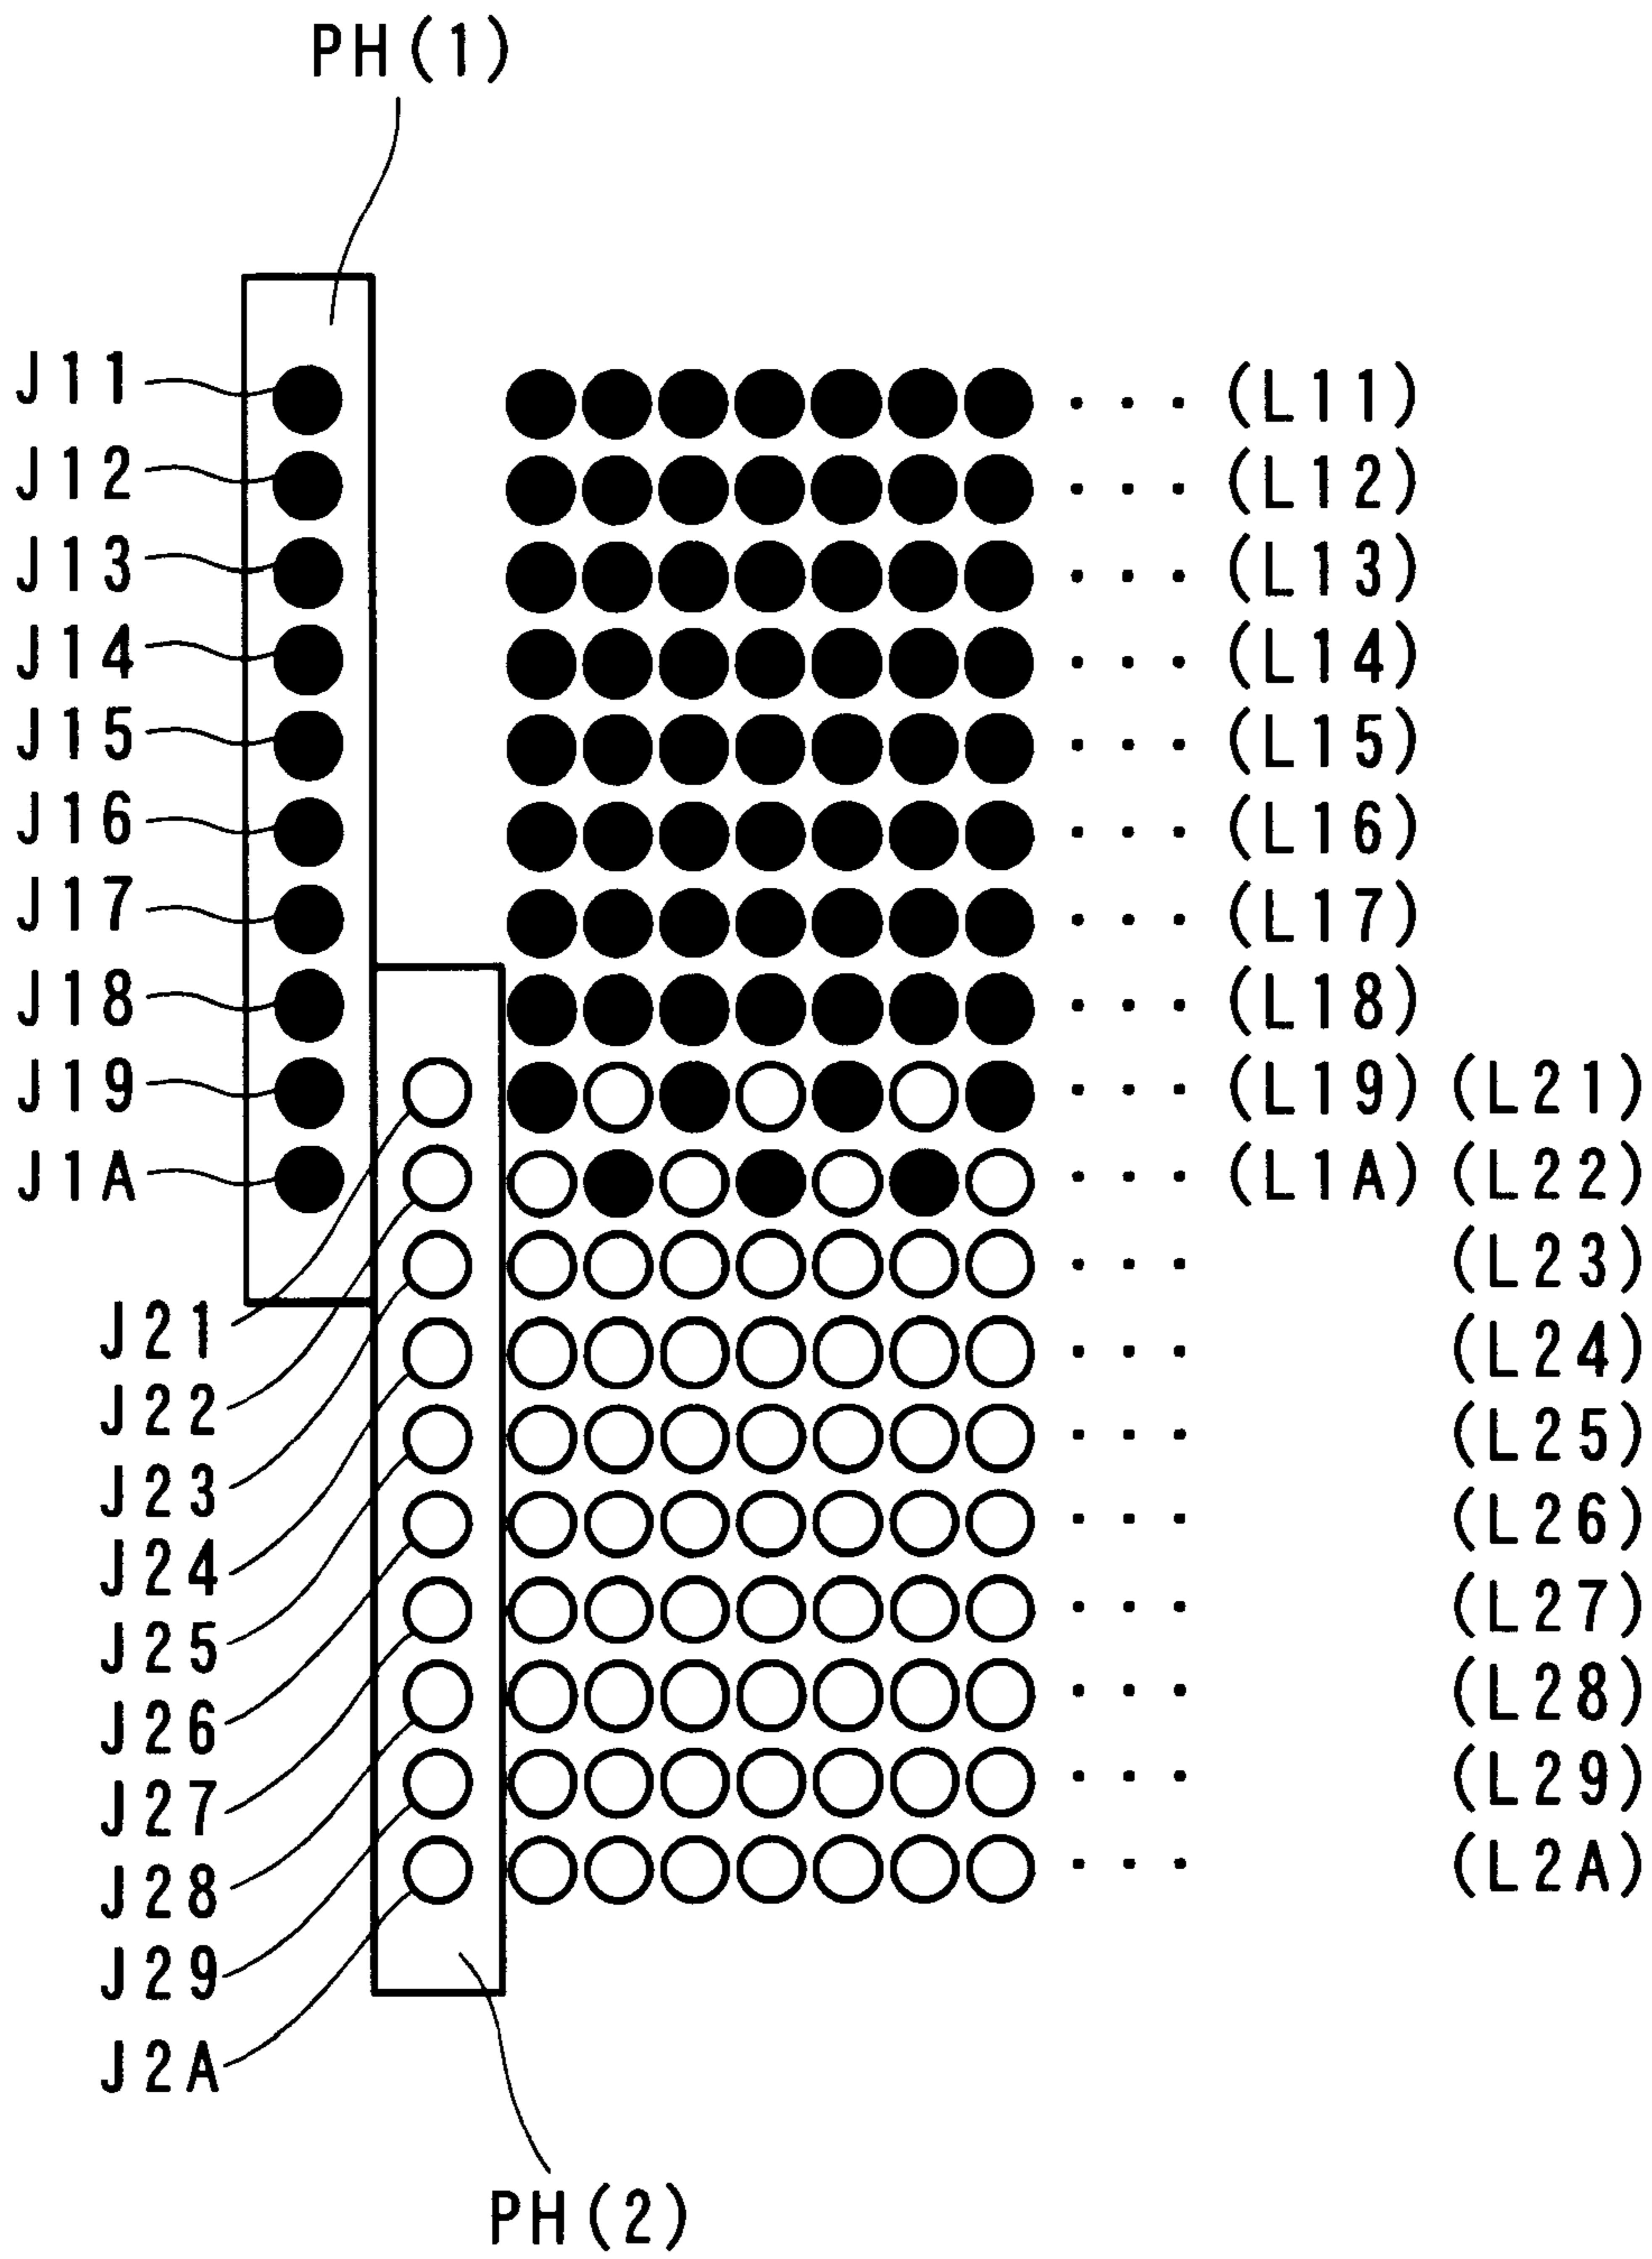 PH(1)
J11 ・・・ (L11)
J12 ・・・ (L12)
J13 ・・・ (L13)
J14 ・・・ (L14)
J15 ・・・ (L15)
J16 ・・・ (L16)
J17 ・・・ (L17)
J18 ・・・ (L18)
J19 ・・・ (L19) (L21)
J1A ・・・ (L1A) (L22)
・・・ (L23)
J21 ・・・ (L24)
J22 ・・・ (L25)
J23 ・・・ (L26)
J24 ・・・ (L27)
J25
J26 ・・・ (L28)
J27 ・・・ (L29)
J28 ・・・ (L2A)
J29
J2A
PH(2)